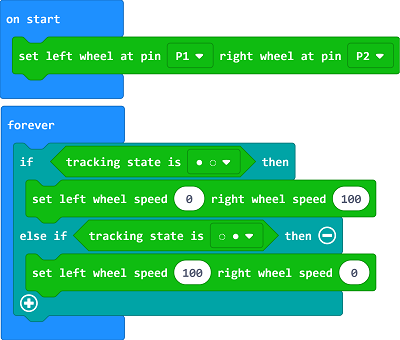 on start
set left wheel at pin P1 right wheel at pin P2
forever
if tracking state is ● ○ then
set left wheel speed 0 right wheel speed 100
else if tracking state is ○ ● then
set left wheel speed 100 right wheel speed 0